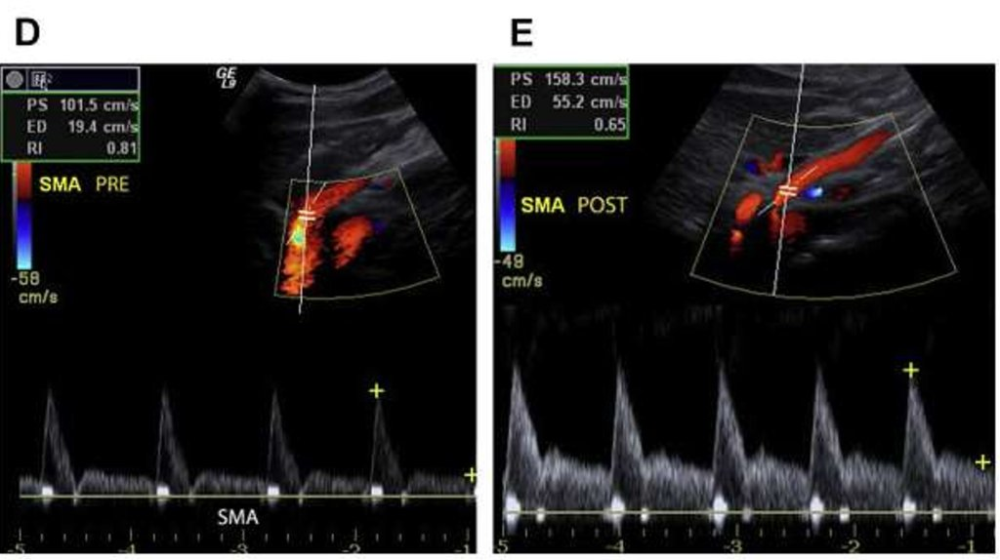 D
E
GE
L9
PS 101.5 cm/s
ED 19.4 cm/s
RI 0.81
SMA PRE
-58
cm/s
SMA
-5 -4 -3 -2 -1
PS 158.3 cm/s
ED 55.2 cm/s
RI 0.65
SMA POST
-48
cm/s
5 -4 -3 -2 -1